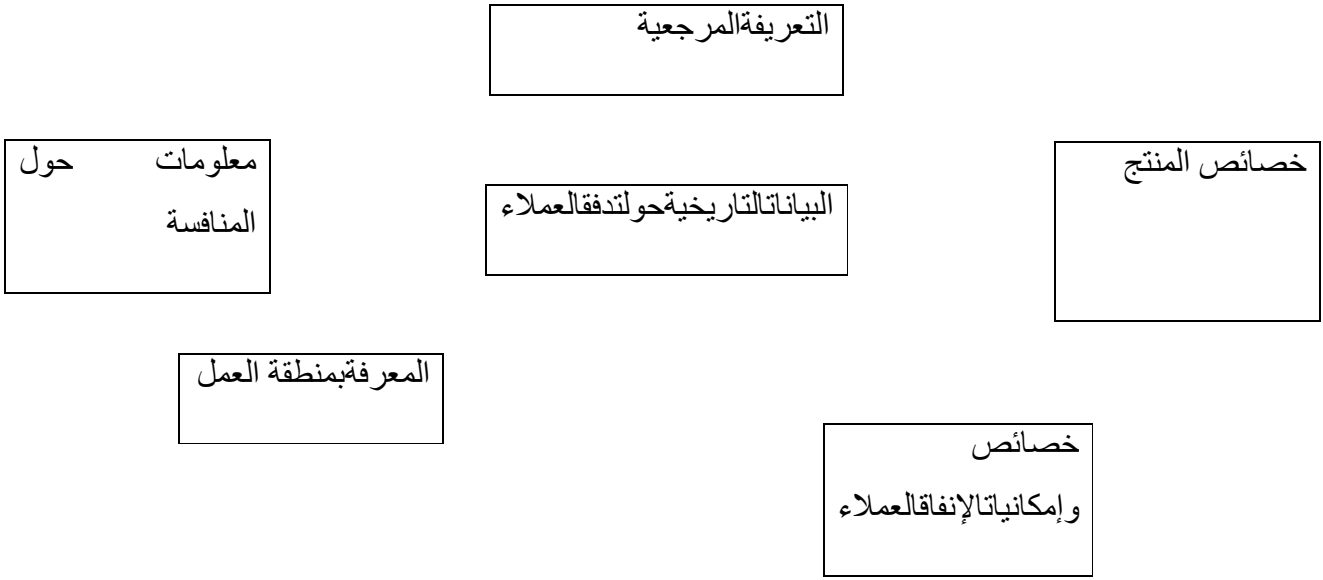 التعريفةالمرجعية
خصائص المنتج
معلومات حول
المنافسة
البياناتالتاريخيةحولتدفقالعملاء
المعرفةبمنطقة العمل
خصائص
وإمكانياتالإنفاقالعملاء